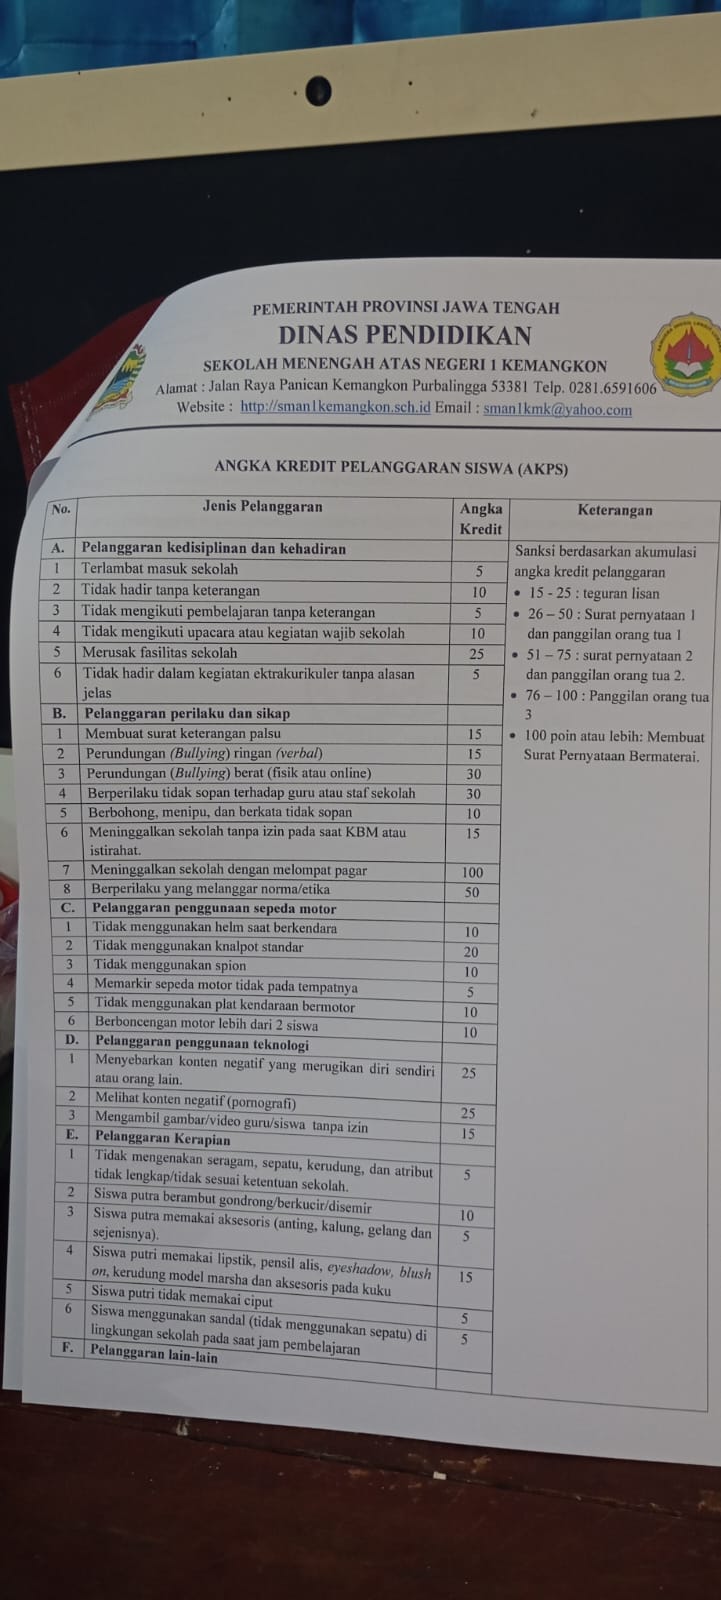 PEMERINTAH PROVINSI JAWA TENGAH
DINAS PENDIDIKAN
SEKOLAH MENENGAH ATAS NEGERI 1 KEMANGKON
Alamat : Jalan Raya Panican Kemangkon Purbalingga 53381 Telp. 0281.6591606
Website : http://sman1kemangkon.sch.id Email : sman1kmk@yahoo.com
ANGKA KREDIT PELANGGARAN SISWA (AKPS)
No. Jenis Pelanggaran Angka Kredit Keterangan
A. Pelanggaran kedisiplinan dan kehadiran
1 Terlambat masuk sekolah 5
2 Tidak hadir tanpa keterangan 10
3 Tidak mengikuti pembelajaran tanpa keterangan 5
4 Tidak mengikuti upacara atau kegiatan wajib sekolah 10
5 Merusak fasilitas sekolah 25
6 Tidak hadir dalam kegiatan ektrakurikuler tanpa alasan 5
jelas
B. Pelanggaran perilaku dan sikap
1 Membuat surat keterangan palsu 15
2 Perundungan (Bullying) ringan (verbal) 15
3 Perundungan (Bullying) berat (fisik atau online) 30
4 Berperilaku tidak sopan terhadap guru atau staf sekolah 30
5 Berbohong, menipu, dan berkata tidak sopan 10
6 Meninggalkan sekolah tanpa izin pada saat KBM atau 15
istirahat.
7 Meninggalkan sekolah dengan melompat pagar 100
8 Berperilaku yang melanggar norma/etika 50
C. Pelanggaran penggunaan sepeda motor
1 Tidak menggunakan helm saat berkendara 10
2 Tidak menggunakan knalpot standar 20
3 Tidak menggunakan spion 10
4 Memarkir sepeda motor tidak pada tempatnya 5
5 Tidak menggunakan plat kendaraan bermotor 10
6 Berboncengan motor lebih dari 2 siswa 10
D. Pelanggaran penggunaan teknologi
1 Menyebarkan konten negatif yang merugikan diri sendiri 25
atau orang lain.
2 Melihat konten negatif (pornografi) 25
3 Mengambil gambar/video guru/siswa tanpa izin 15
E. Pelanggaran Kerapian
1 Tidak mengenakan seragam, sepatu, kerudung, dan atribut 5
tidak lengkap/tidak sesuai ketentuan sekolah.
2 Siswa putra berambut gondrong/berkucir/disemir 10
3 Siswa putra memakai aksesoris (anting, kalung, gelang dan 5
sejenisnya).
4 Siswa putri memakai lipstik, pensil alis, eyeshadow, blush 15
on, kerudung model marsha dan aksesoris pada kuku
5 Siswa putri tidak memakai ciput 5
6 Siswa menggunakan sandal (tidak menggunakan sepatu) di 5
lingkungan sekolah pada saat jam pembelajaran
F. Pelanggaran lain-lain
Sanksi berdasarkan akumulasi
angka kredit pelanggaran
• 15 - 25 : teguran lisan
• 26 – 50 : Surat pernyataan 1
dan panggilan orang tua 1
• 51 – 75 : surat pernyataan 2
dan panggilan orang tua 2.
• 76 – 100 : Panggilan orang tua
3
• 100 poin atau lebih: Membuat
Surat Pernyataan Bermaterai.